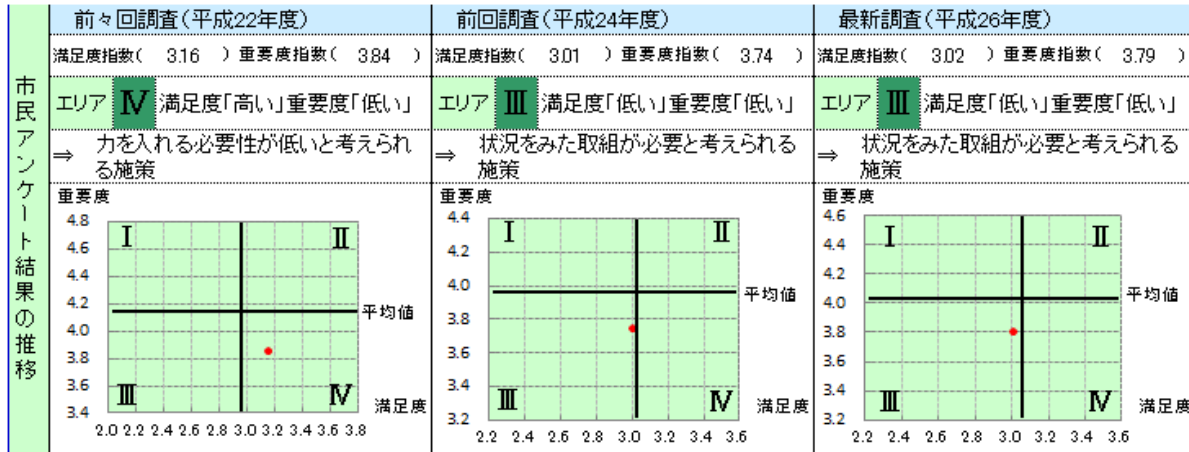 市民アンケート結果の推移
前々回調査(平成22年度)
満足度指数( 3.16 )重要度指数( 3.84 )
エリア Ⅳ 満足度「高い」重要度「低い」
⇒ 力を入れる必要性が低いと考えられ
る施策
重要度
4.8
4.6
4.4
4.2
4.0
3.8
3.6
3.4
Ⅰ Ⅱ
平均値
Ⅲ Ⅳ
満足度
2.0 2.2 2.4 2.6 2.8 3.0 3.2 3.4 3.6 3.8
前回調査(平成24年度)
満足度指数( 3.01 )重要度指数( 3.74 )
エリア Ⅲ 満足度「低い」重要度「低い」
⇒ 状況をみた取組が必要と考えられる
施策
重要度
4.4
4.2
4.0
3.8
3.6
3.4
3.2
Ⅰ Ⅱ
平均値
Ⅲ Ⅳ
満足度
2.2 2.4 2.6 2.8 3.0 3.2 3.4 3.6
最新調査(平成26年度)
満足度指数( 3.02 )重要度指数( 3.79 )
エリア Ⅲ 満足度「低い」重要度「低い」
⇒ 状況をみた取組が必要と考えられる
施策
重要度
4.6
4.4
4.2
4.0
3.8
3.6
3.4
3.2
Ⅰ Ⅱ
平均値
Ⅲ Ⅳ
満足度
2.2 2.4 2.6 2.8 3.0 3.2 3.4 3.6